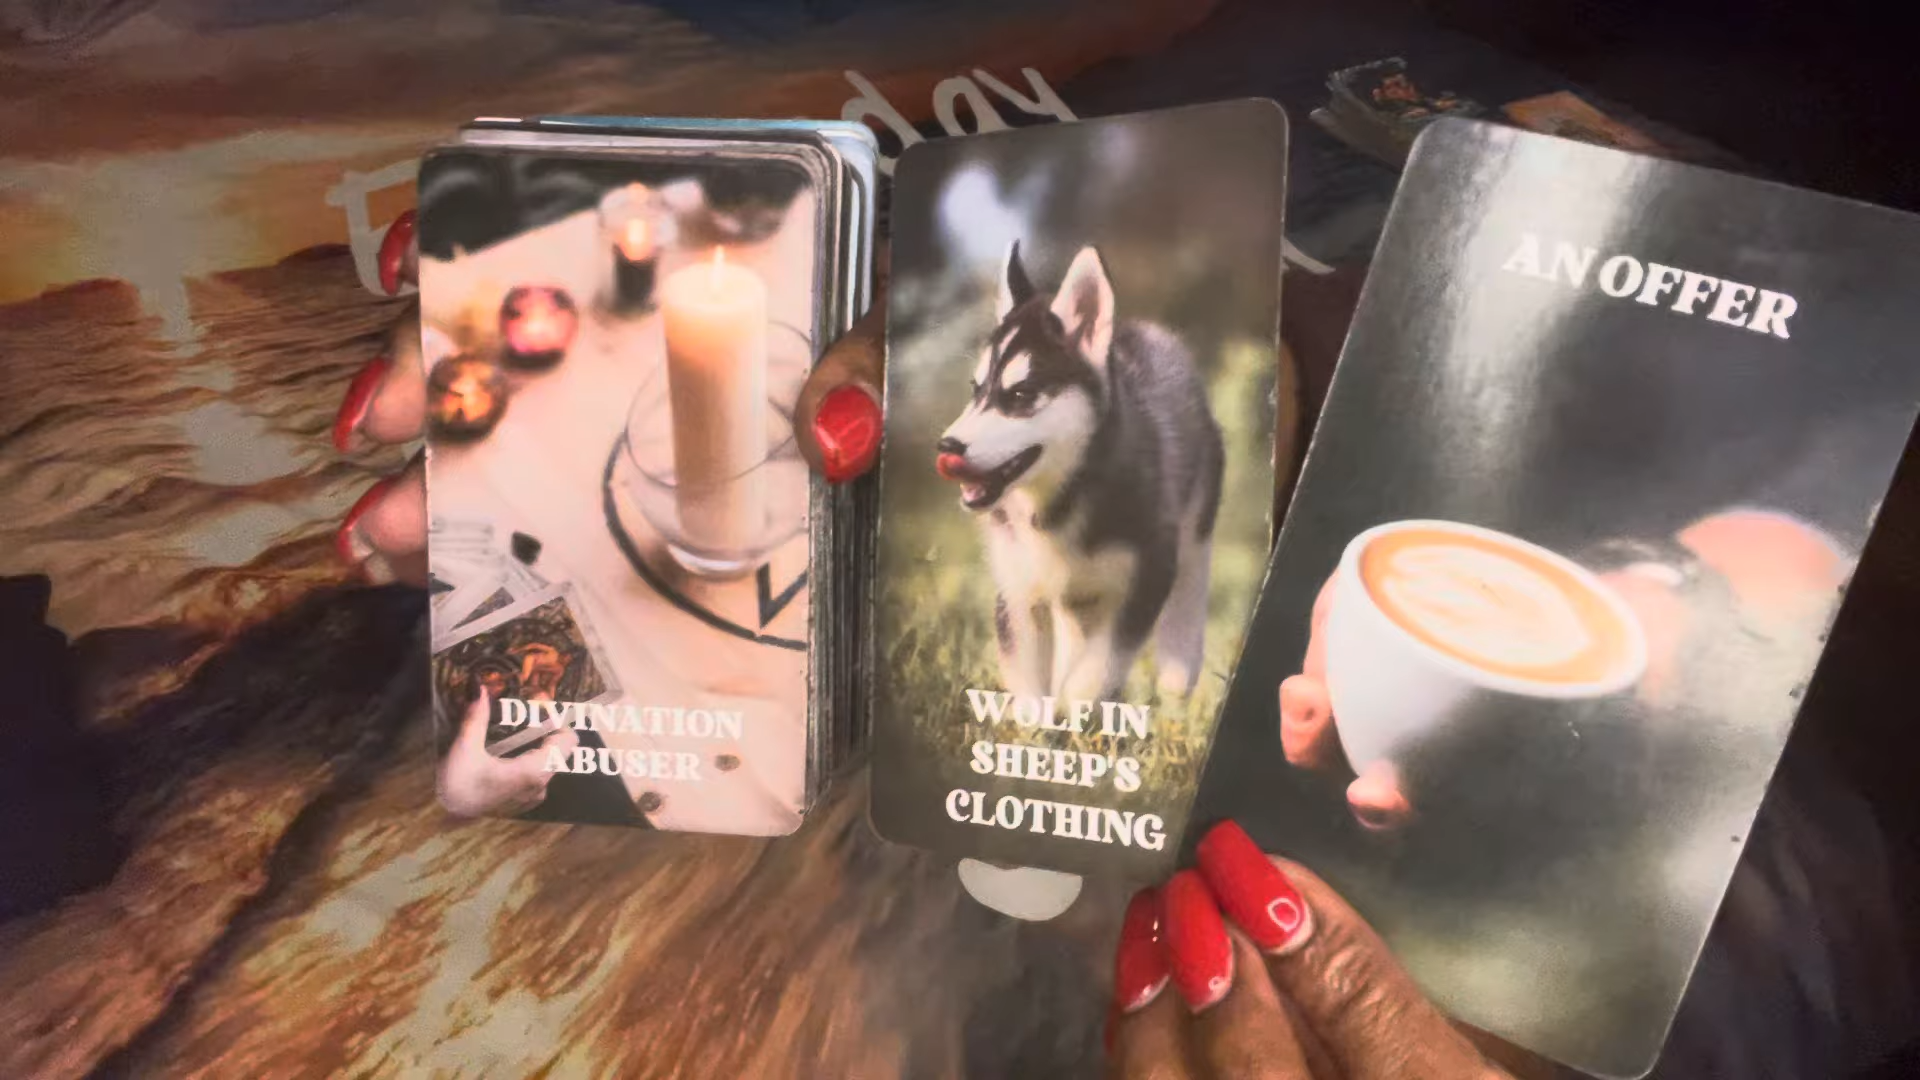 DIVINATION
ABUSER
WOLF IN
SHEEP'S
CLOTHING
AN OFFER